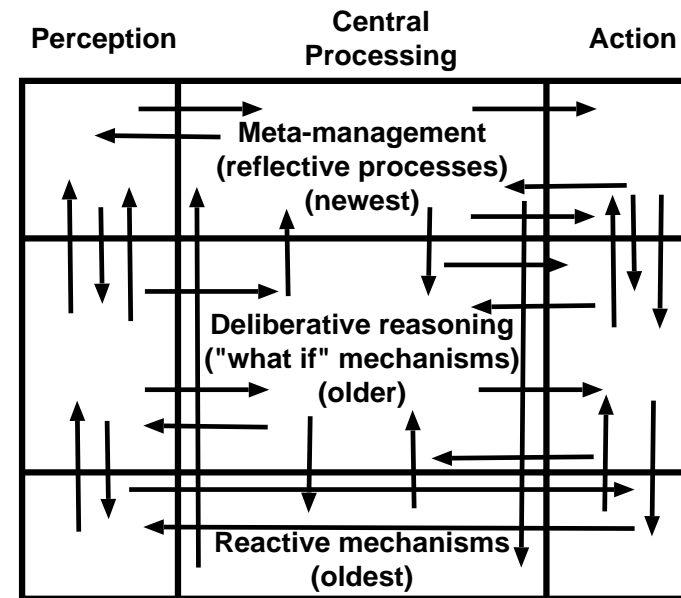 Perception
Central
Processing
Action
Meta-management
(reflective processes)
(newest)
Deliberative reasoning
("what if" mechanisms)
(older)
Reactive mechanisms
(oldest)